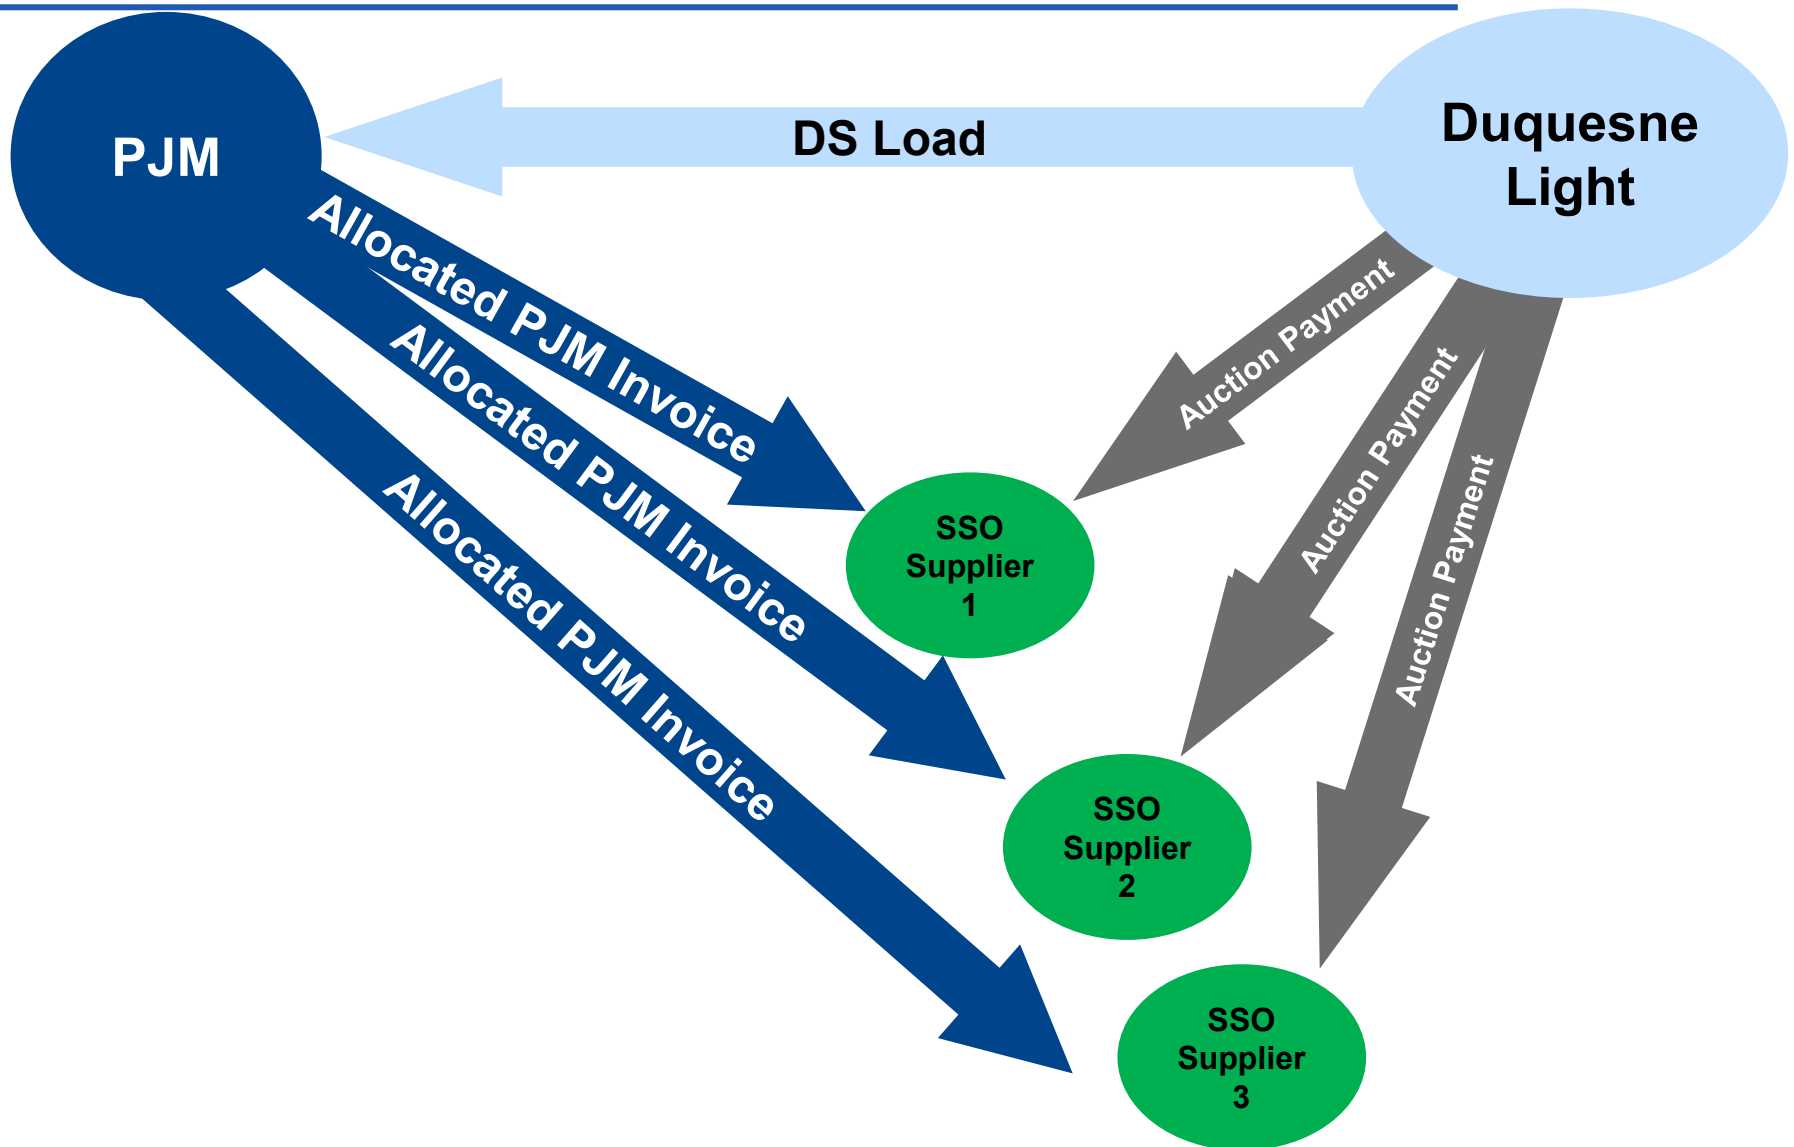 PJM
DS Load
Duquesne
Light
Allocated PJM Invoice
Allocated PJM Invoice
Allocated PJM Invoice
Auction Payment
Auction Payment
Auction Payment
SSO
Supplier
1
SSO
Supplier
2
SSO
Supplier
3